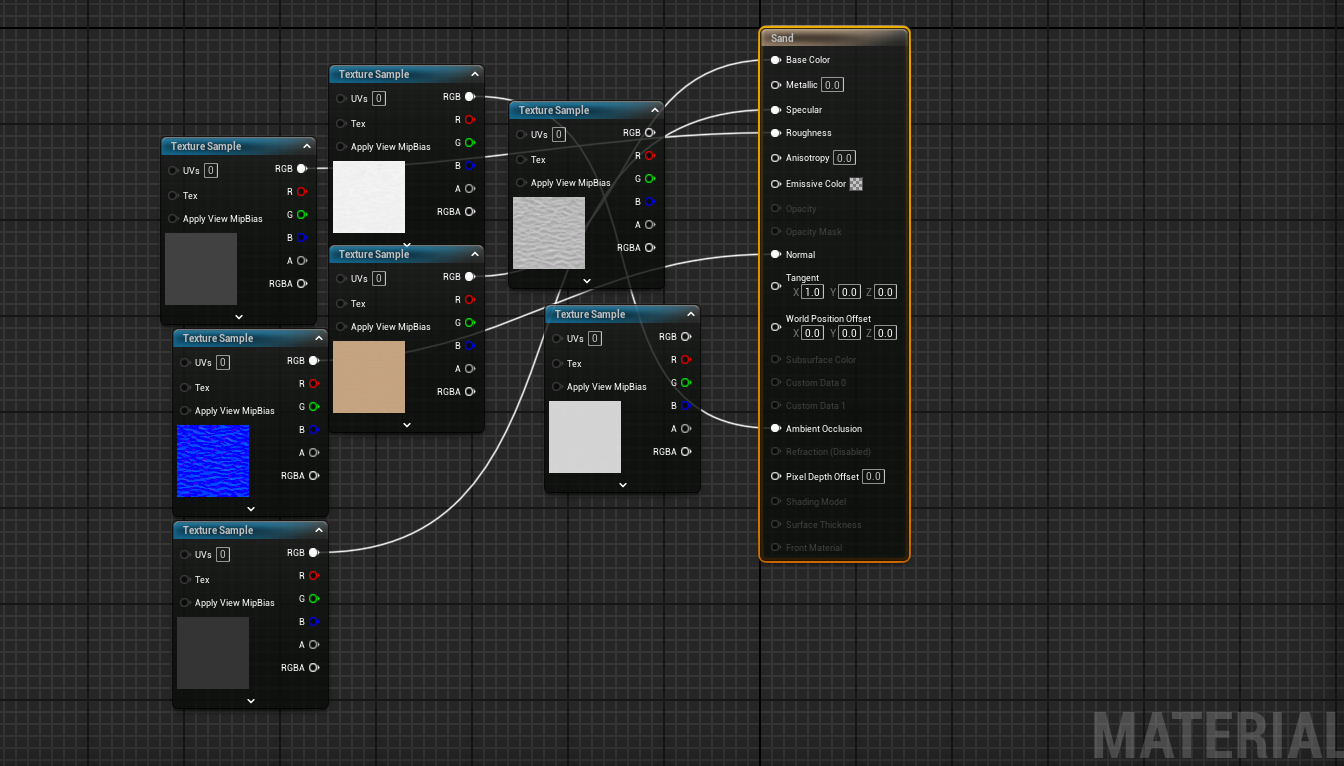 Sand
Base Color
Metallic 0.0
Specular
Roughness
Anisotropy 0.0
Emissive Color
Opacity
Opacity Mask
Normal
Tangent
X 1.0 Y 0.0 Z 0.0
World Position Offset
X 0.0 Y 0.0 Z 0.0
Subsurface Color
Custom Data 0
Custom Data 1
Ambient Occlusion
Refraction (Disabled)
Pixel Depth Offset 0.0
Shading Model
Surface Thickness
Front Material
Texture Sample
UVs 0 RGB
R
Tex
G
Apply View MipBias
B
A
RGBA
Texture Sample
UVs 0 RGB
R
Tex
G
Apply View MipBias
B
A
RGBA
Texture Sample
UVs 0 RGB
R
Tex
G
Apply View MipBias
B
A
RGBA
Texture Sample
UVs 0 RGB
R
Tex
G
Apply View MipBias
B
A
RGBA
Texture Sample
UVs 0 RGB
R
Tex
G
Apply View MipBias
B
A
RGBA
Texture Sample
UVs 0 RGB
R
Tex
G
Apply View MipBias
B
A
RGBA
Texture Sample
UVs 0 RGB
R
Tex
G
Apply View MipBias
B
A
RGBA
MATERIAL